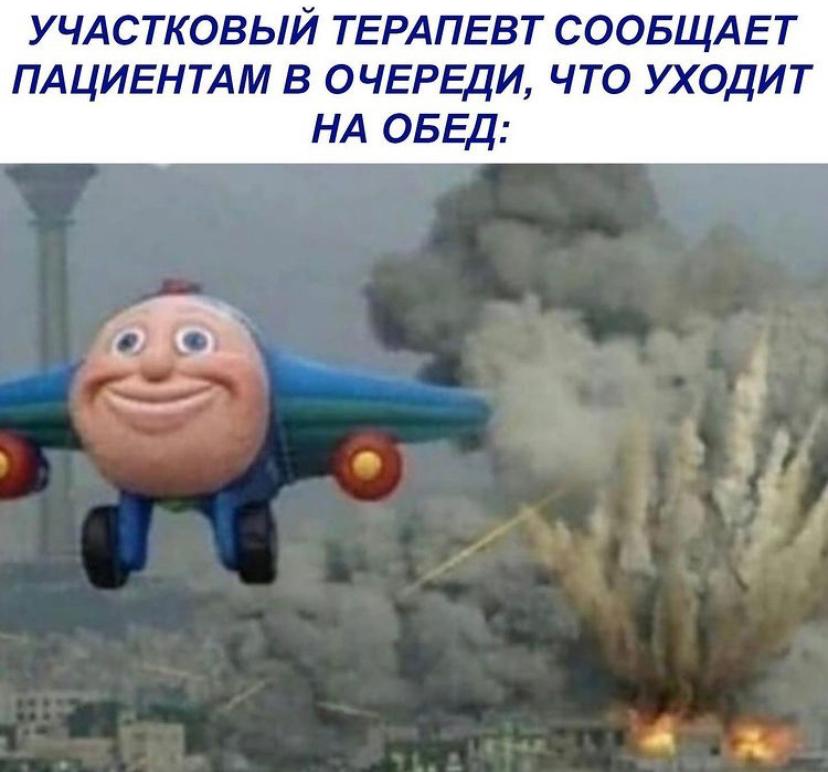 УЧАСТКОВЫЙ ТЕРАПЕВТ СООБЩАЕТ
ПАЦИЕНТАМ В ОЧЕРЕДИ, ЧТО УХОДИТ
НА ОБЕД: